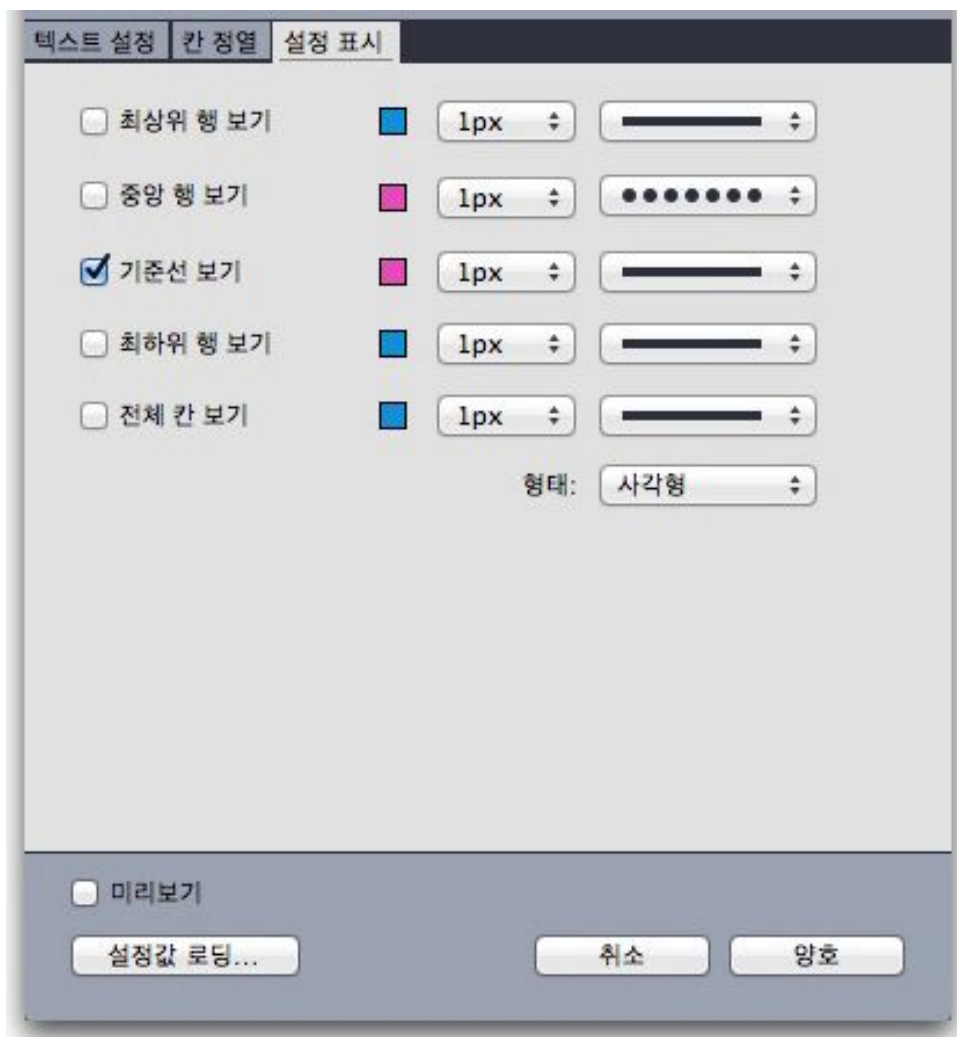 텍스트 설정 칸 정열 설정 표시
최상위 행 보기 1px
중앙 행 보기 1px
기준선 보기 1px
최하위 행 보기 1px
전체 칸 보기 1px
형태: 사각형
미리보기
설정값 로딩... 취소 양호